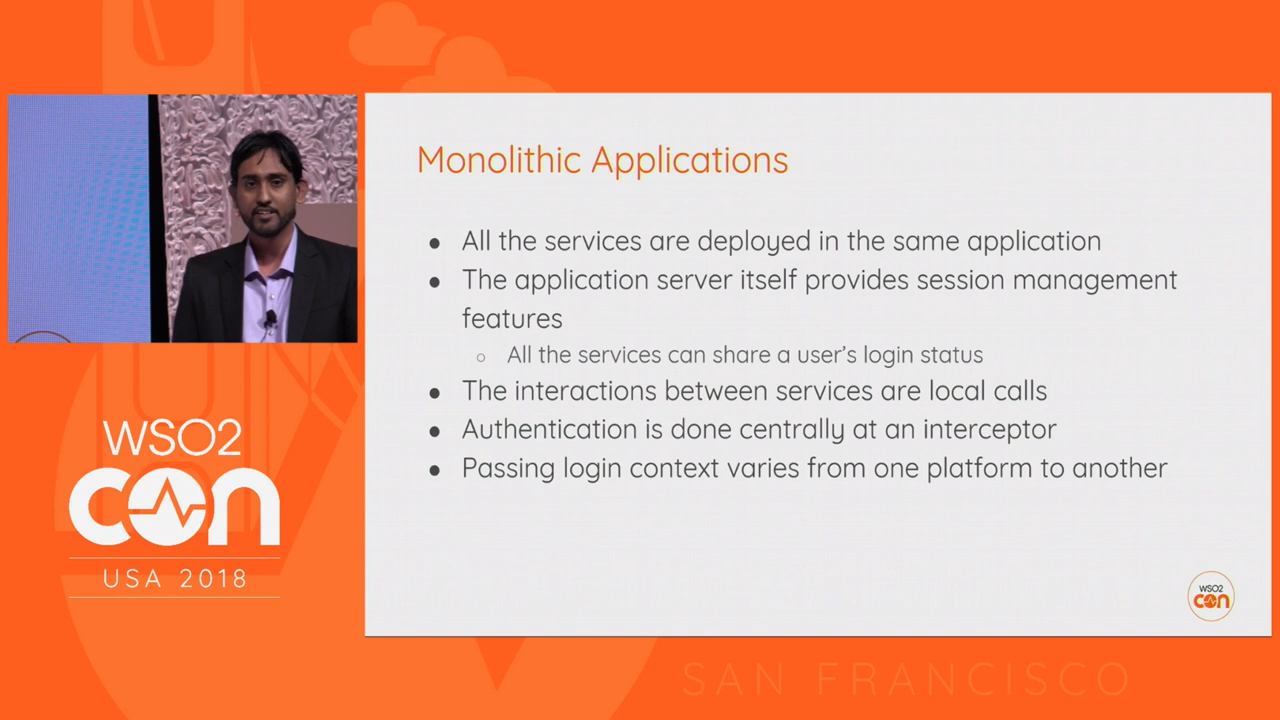 Monolithic Applications
● All the services are deployed in the same application
● The application server itself provides session management
features
○ All the services can share a user's login status
● The interactions between services are local calls
● Authentication is done centrally at an interceptor
● Passing login context varies from one platform to another
WSO2
con
USA 2018
WSO2
con
SAN FRANCISCO